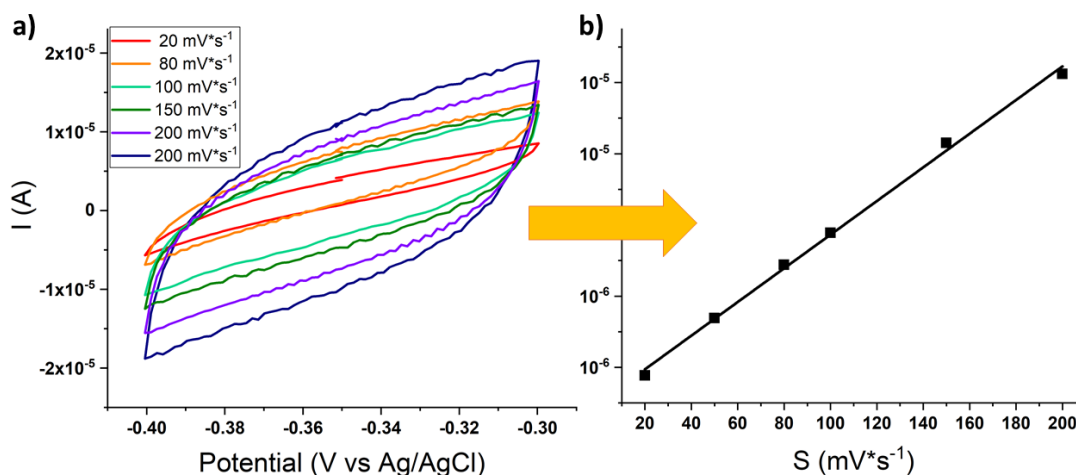 a)
20 mV*s⁻¹
80 mV*s⁻¹
100 mV*s⁻¹
150 mV*s⁻¹
200 mV*s⁻¹
200 mV*s⁻¹
2x10⁻⁵
1x10⁻⁵
0
-1x10⁻⁵
-2x10⁻⁵
I (A)
-0.40 -0.38 -0.36 -0.34 -0.32 -0.30
Potential (V vs Ag/AgCl)
b)
10⁻⁵
10⁻⁵
10⁻⁶
10⁻⁶
20 40 60 80 100 120 140 160 180 200
S (mV*s⁻¹)